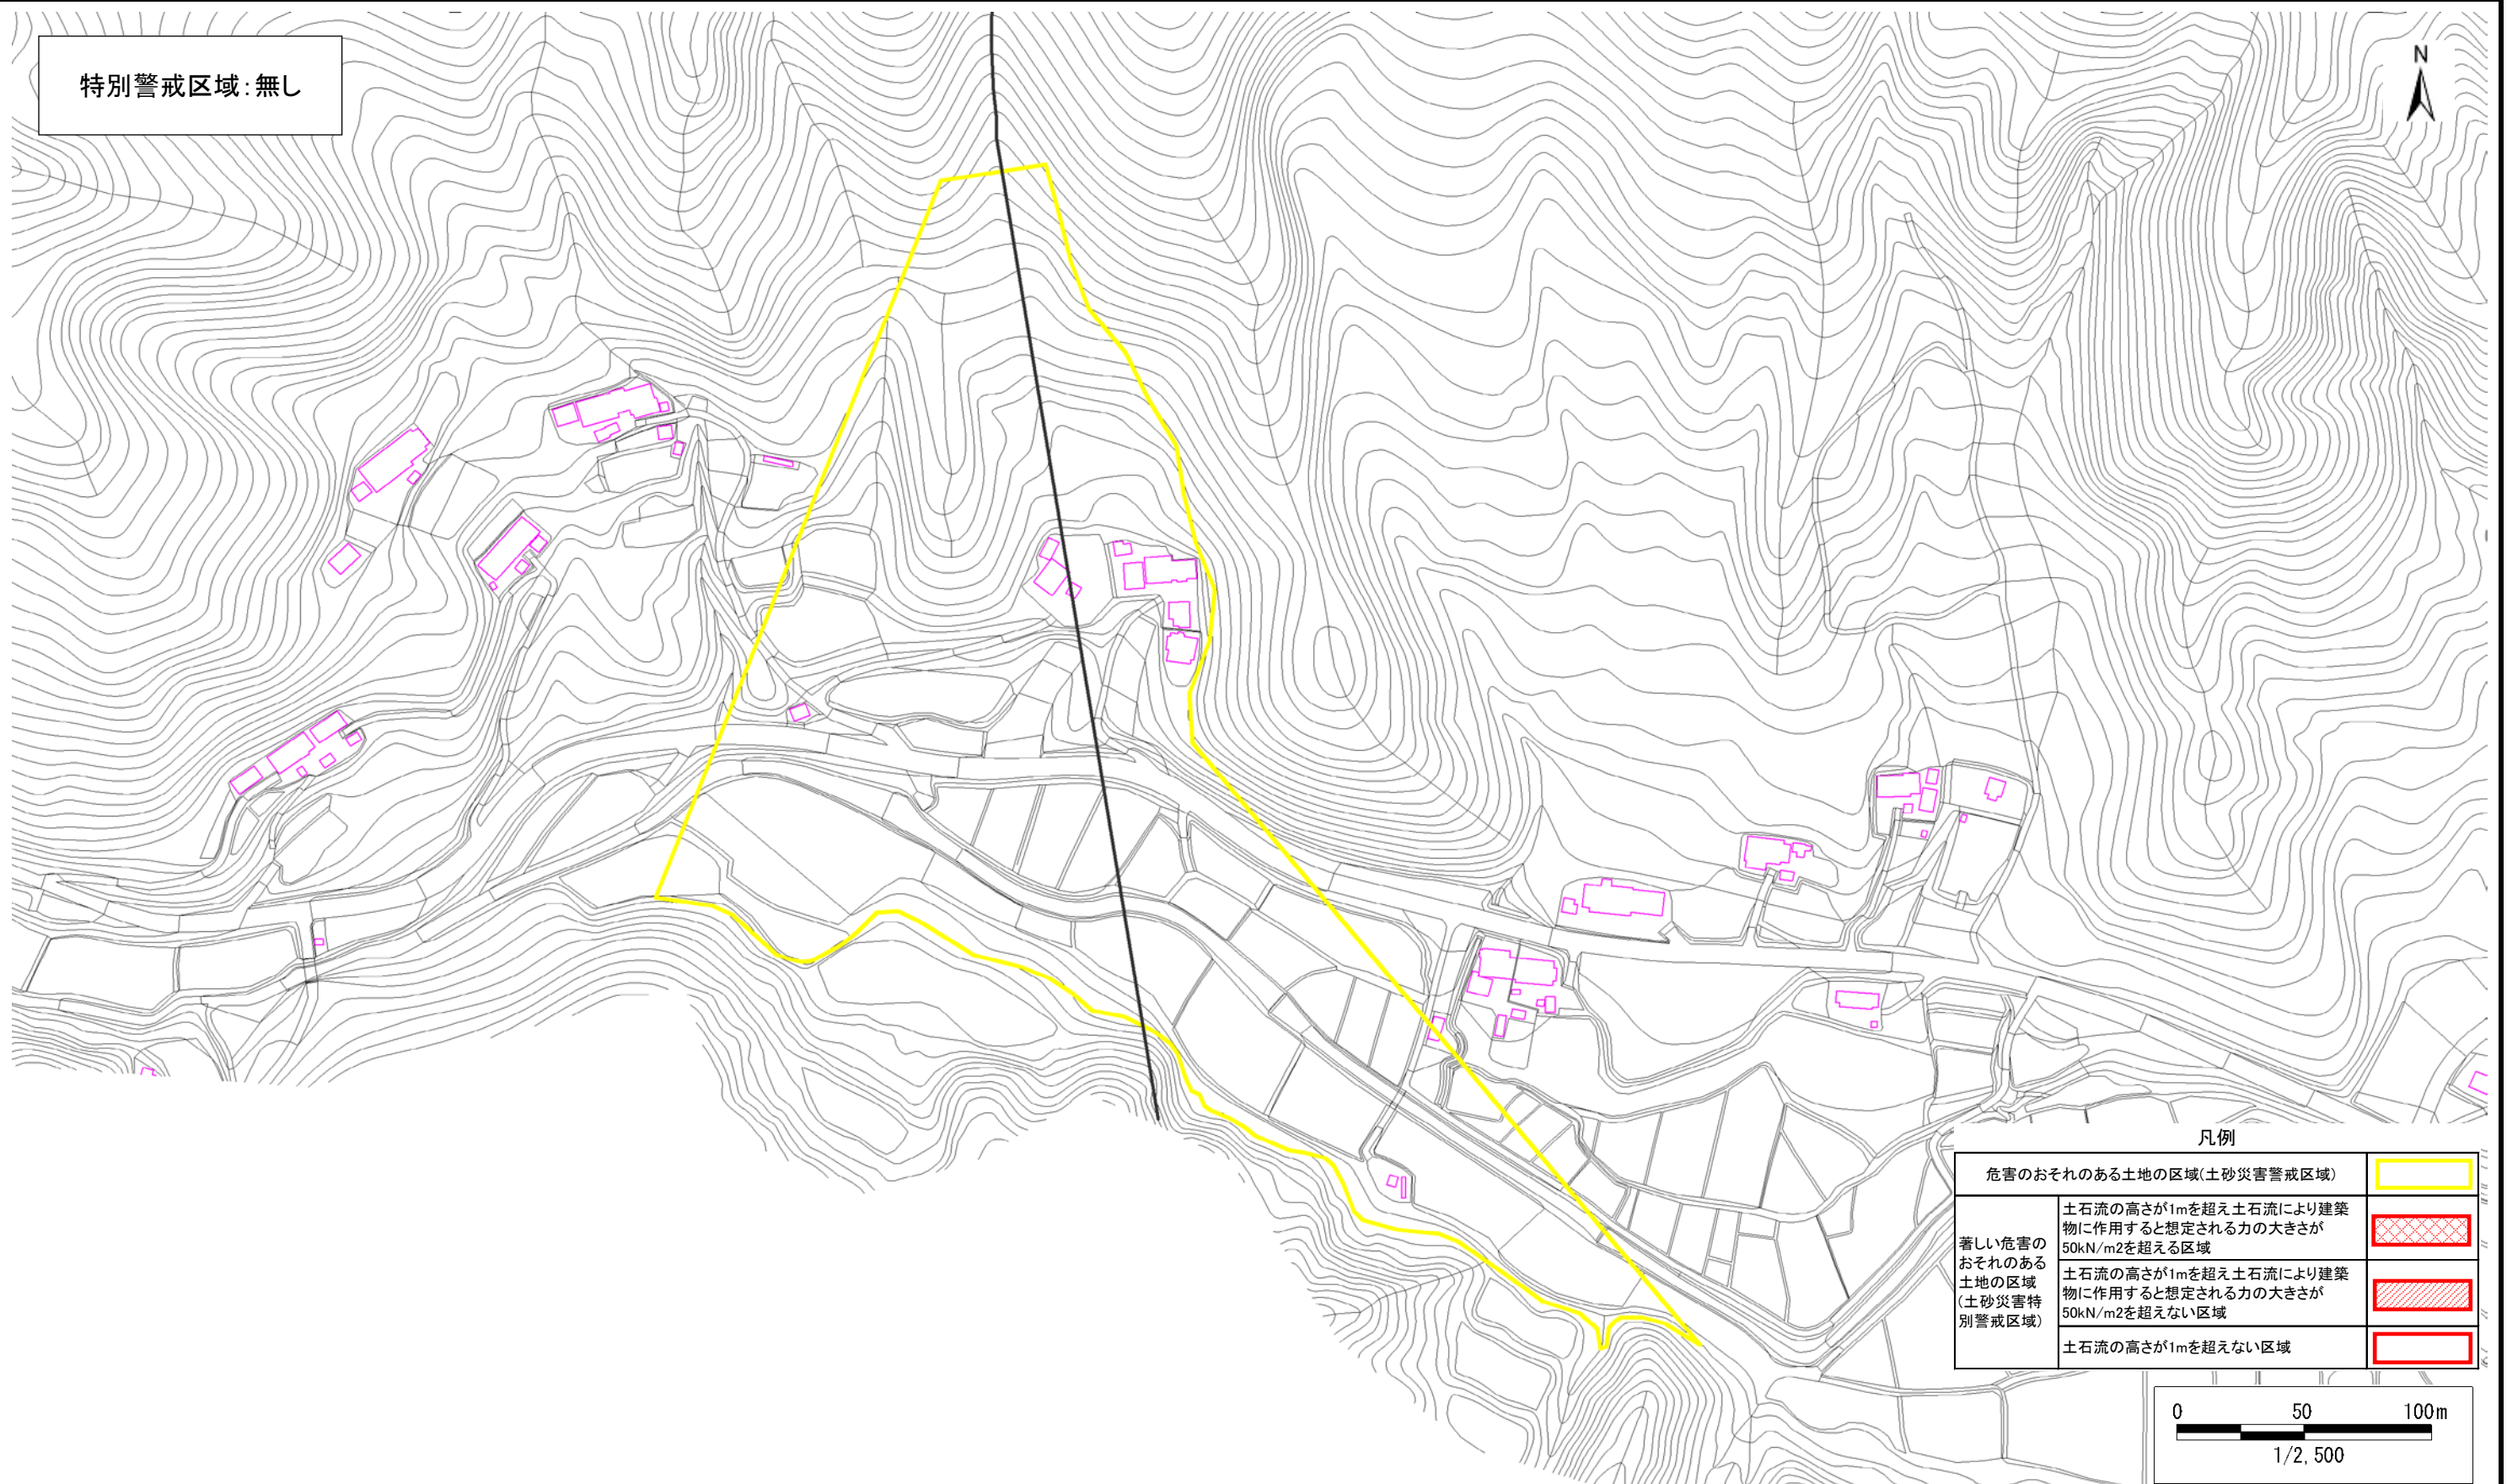 特別警戒区域：無し
N
凡例
危害のおそれのある土地の区域(土砂災害警戒区域)
著しい危害の
おそれのある
土地の区域
(土砂災害特
別警戒区域)
土石流の高さが1mを超え土石流により建築
物に作用すると想定される力の大きさが
50kN/m2を超える区域
土石流の高さが1mを超え土石流により建築
物に作用すると想定される力の大きさが
50kN/m2を超えない区域
土石流の高さが1mを超えない区域
0 50 100m
1/2,500